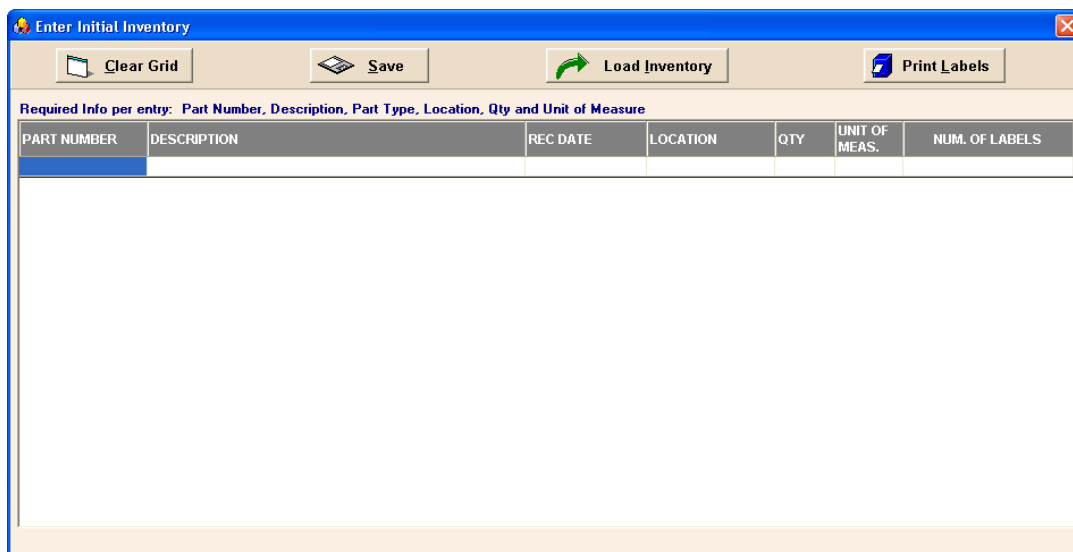 Enter Initial Inventory
Clear Grid
Save
Load Inventory
Print Labels
Required Info per entry: Part Number, Description, Part Type, Location, Qty and Unit of Measure
PART NUMBER DESCRIPTION REC DATE LOCATION QTY UNIT OF MEAS. NUM. OF LABELS